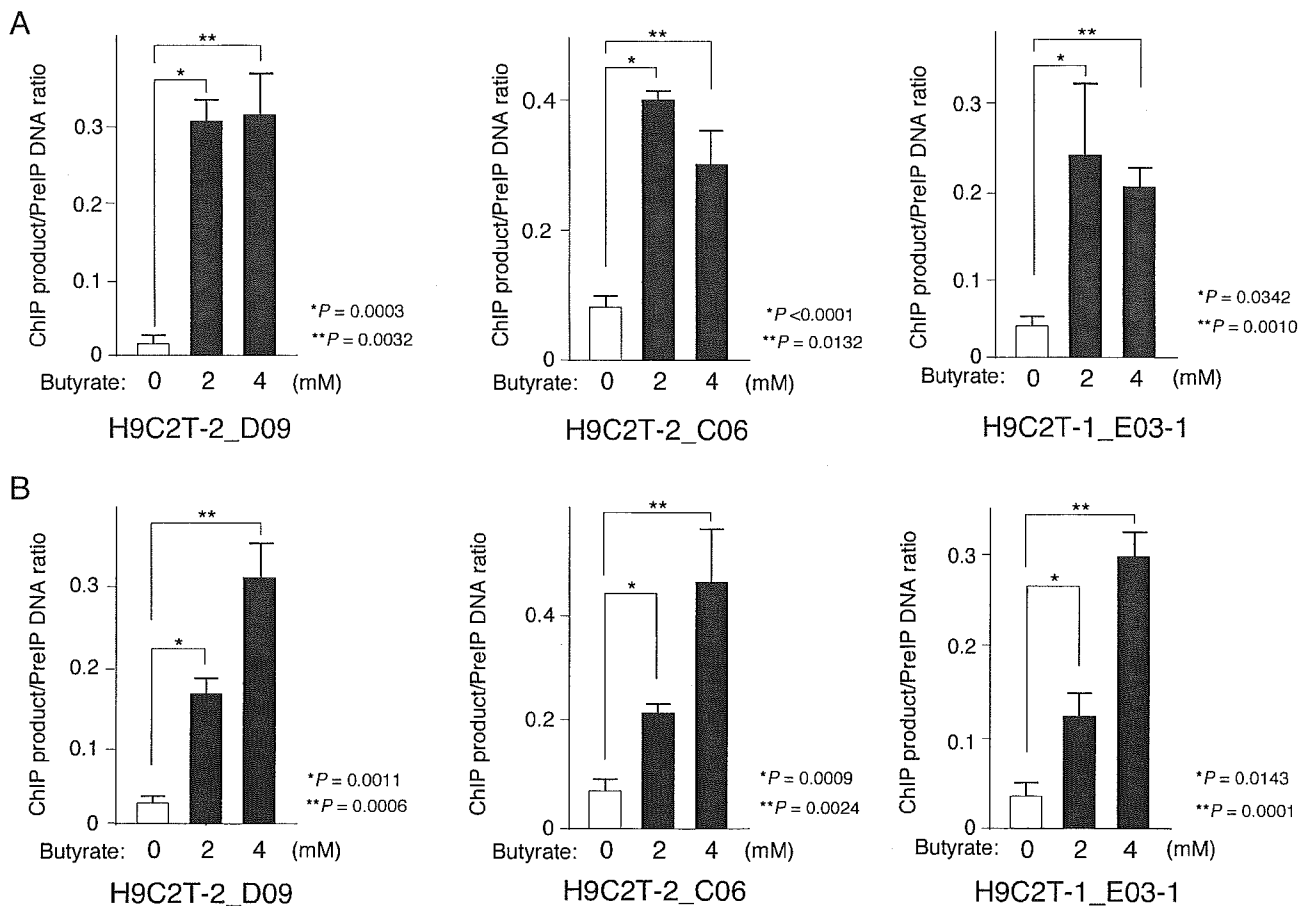 A
ChIP product/PreIP DNA ratio
0.3
0.2
0.1
0
*
**
*P = 0.0003
**P = 0.0032
Butyrate: 0 2 4 (mM)
H9C2T-2_D09
ChIP product/PreIP DNA ratio
0.4
0.2
0
*
**
*P <0.0001
**P = 0.0132
Butyrate: 0 2 4 (mM)
H9C2T-2_C06
ChIP product/PreIP DNA ratio
0.3
0.2
0.1
0
*
**
*P = 0.0342
**P = 0.0010
Butyrate: 0 2 4 (mM)
H9C2T-1_E03-1
B
ChIP product/PreIP DNA ratio
0.3
0.2
0.1
0
*
**
*P = 0.0011
**P = 0.0006
Butyrate: 0 2 4 (mM)
H9C2T-2_D09
ChIP product/PreIP DNA ratio
0.4
0.2
0
*
**
*P = 0.0009
**P = 0.0024
Butyrate: 0 2 4 (mM)
H9C2T-2_C06
ChIP product/PreIP DNA ratio
0.3
0.2
0.1
0
*
**
*P = 0.0143
**P = 0.0001
Butyrate: 0 2 4 (mM)
H9C2T-1_E03-1